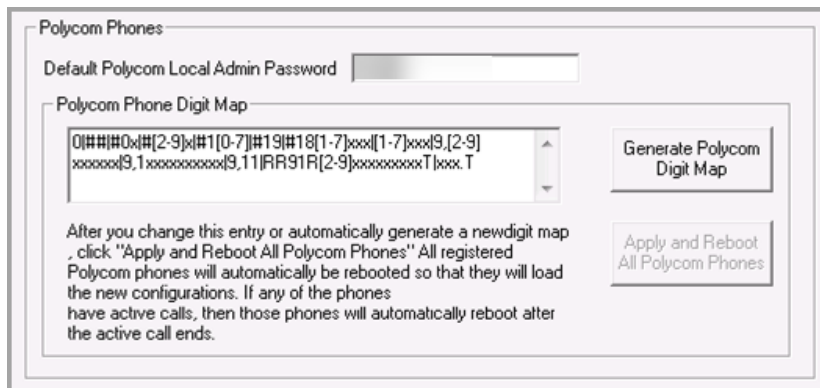 Polycom Phones
Default Polycom Local Admin Password
Polycom Phone Digit Map
0|##|#0x|#[2-9]x|#1[0-7]|#19|#18[1-7]xxx|[1-7]xxx|9,[2-9]
xxxxxx|9,1xxxxxxxxxx|9,11|RR91R[2-9]xxxxxxxxxT|xxx.T
Generate Polycom
Digit Map
After you change this entry or automatically generate a newdigit map
, click "Apply and Reboot All Polycom Phones" All registered
Polycom phones will automatically be rebooted so that they will load
the new configurations. If any of the phones
have active calls, then those phones will automatically reboot after
the active call ends.
Apply and Reboot
All Polycom Phones